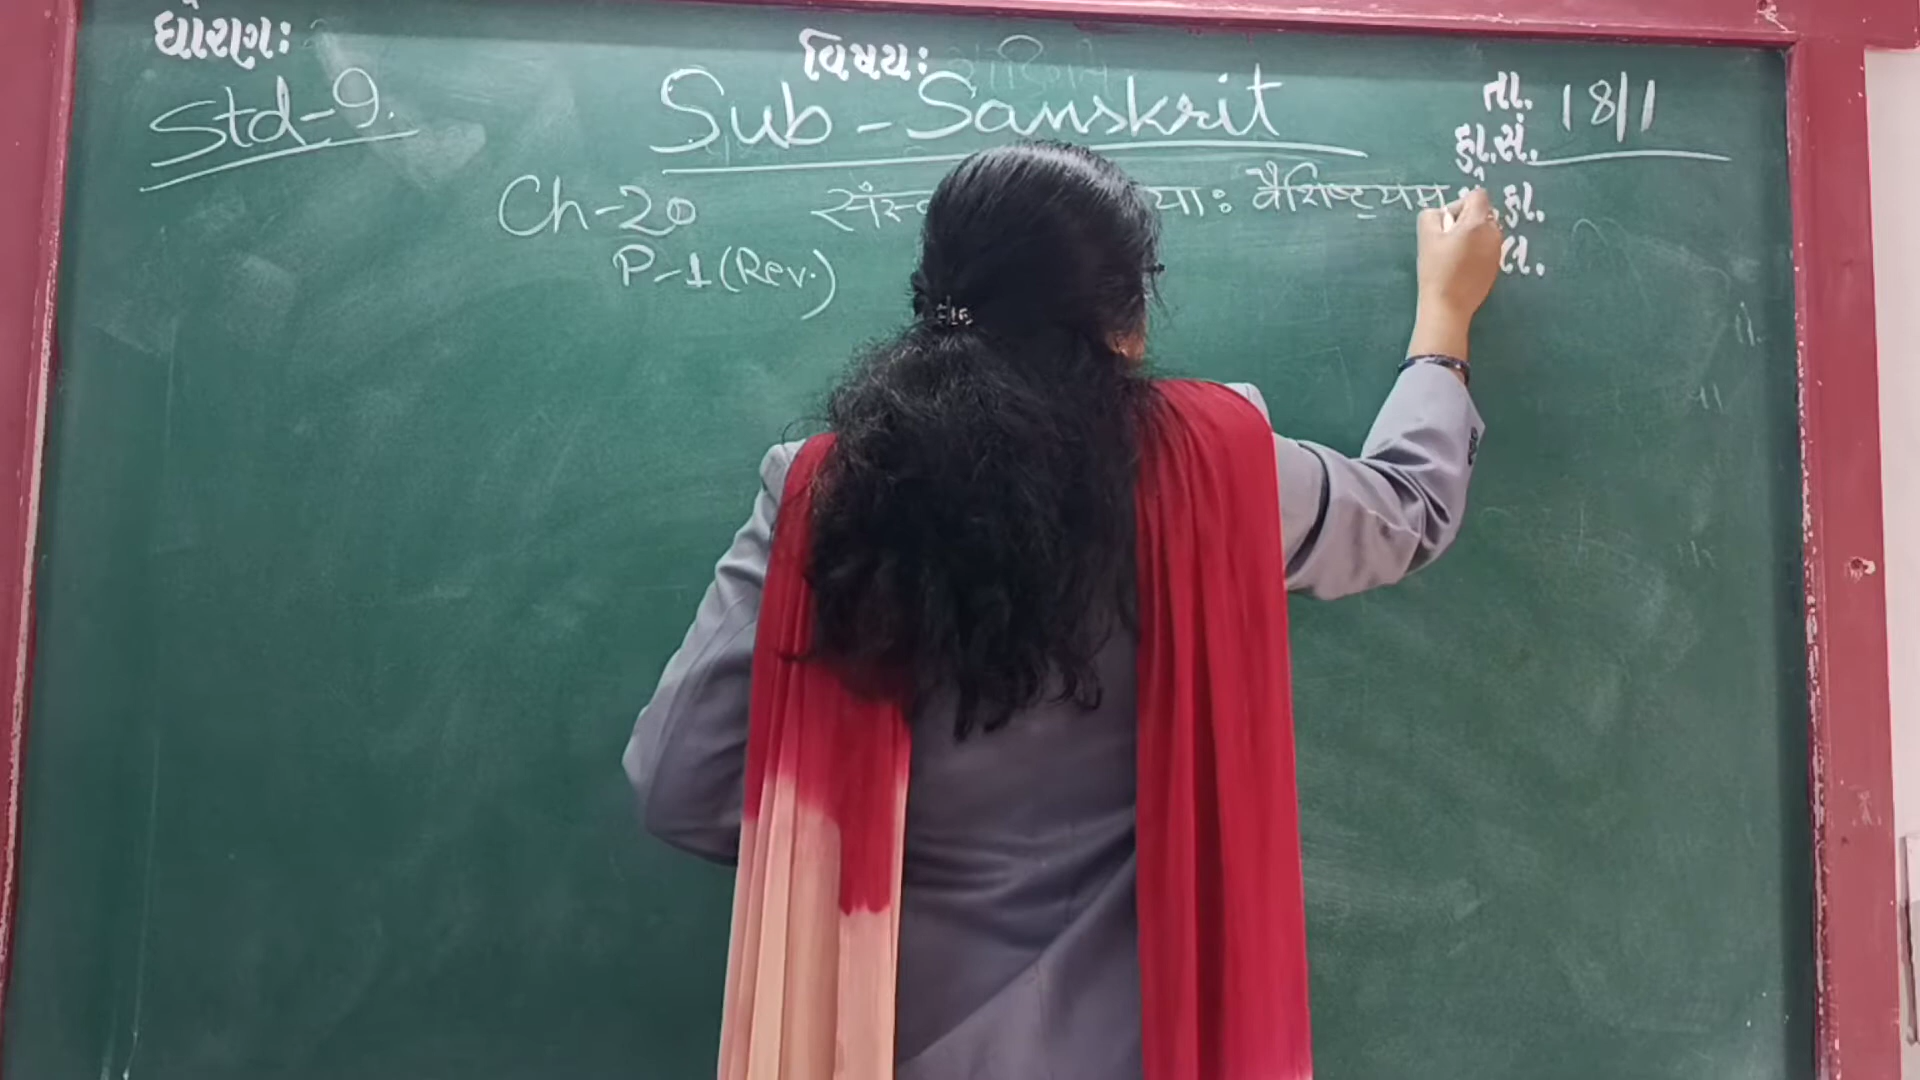 ધોરણ:
વિષય:
તા. 18/1
Std-9.
Sub-Sanskrit
હા.સં.
Ch-20 वैशिष्ट्यम्
P-1 (Rev.)